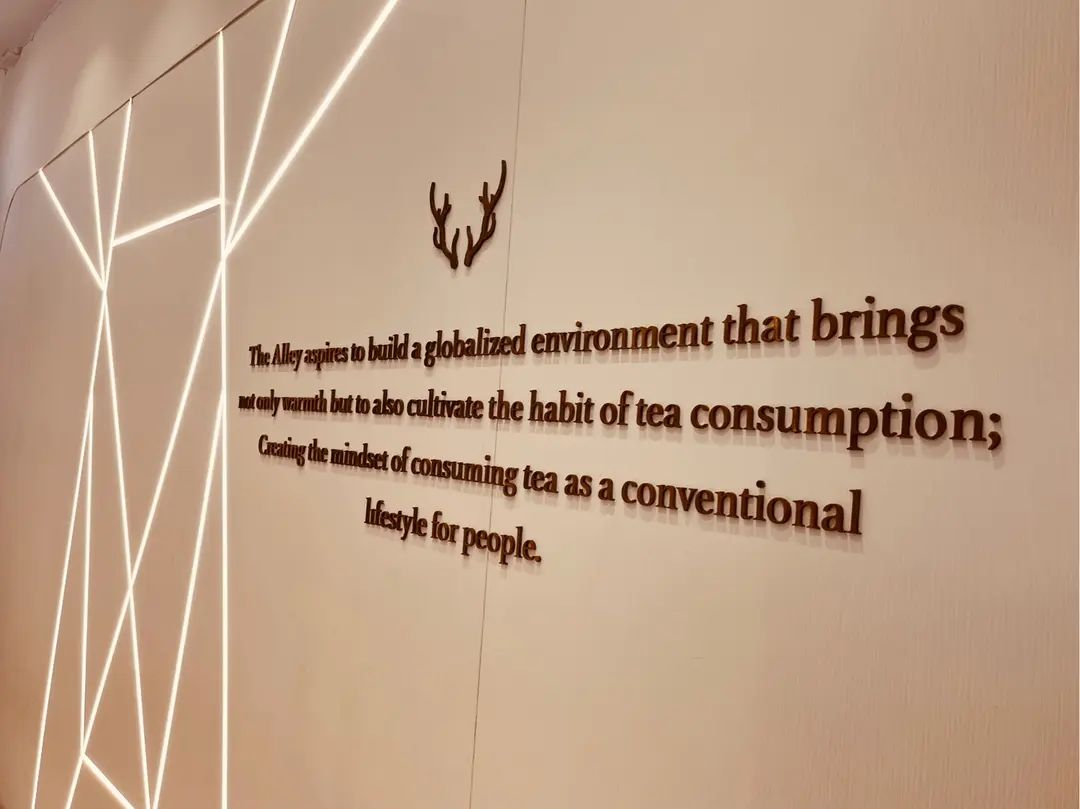 The Alley aspires to build a globalized environment that brings
not only warmth but to also cultivate the habit of tea consumption;
Creating the mindset of consuming tea as a conventional
lifestyle for people.